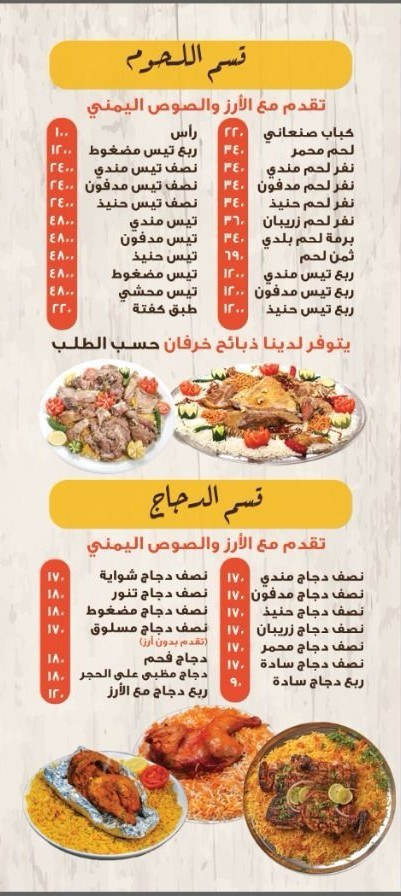 قسم اللحوم
تقدم مع الأرز والصوص اليمني
كباب صنعاني ٢٢٠
لحم محمر ٣٤٠
نفر لحم مندي ٣٤٠
نفر لحم مدفون ٣٤٠
نفر لحم حنيذ ٣٤٠
نفر لحم زريبان ٣٦٠
برمة لحم بلدي ٣٤٠
ثمن لحم ٦٩٠
ربع تيس مندي ١٢٠٠
ربع تيس مدفون ١٢٠٠
ربع تيس حنيذ ١٢٠٠
رأس ١٠٠
ربع تيس مضغوط ١٢٠٠
نصف تيس مندي ٢٤٠٠
نصف تيس مدفون ٢٤٠٠
نصف تيس حنيذ ٢٤٠٠
تيس مندي ٤٨٠٠
تيس مدفون ٤٨٠٠
تيس حنيذ ٤٨٠٠
تيس مضغوط ٤٨٠٠
تيس محشي ٤٨٠٠
طبق كفتة ٢٢٠
يتوفر لدينا ذبائح خرفان حسب الطلب
قسم الدجاج
تقدم مع الأرز والصوص اليمني
نصف دجاج مندي ١٧٠
نصف دجاج مدفون ١٧٠
نصف دجاج حنيذ ١٧٠
نصف دجاج زريبان ١٧٠
نصف دجاج محمر ١٧٠
نصف دجاج سادة ١٧٠
ربع دجاج سادة ٩٠
نصف دجاج شواية ١٧٠
نصف دجاج تنور ١٨٠
نصف دجاج مضغوط ١٨٠
نصف دجاج مسلوق ١٧٠
(تقدم بدون أرز)
دجاج فحم ١٨٠
دجاج مظبي على الحجر ١٨٠
ربع دجاج مع الأرز ١٢٠